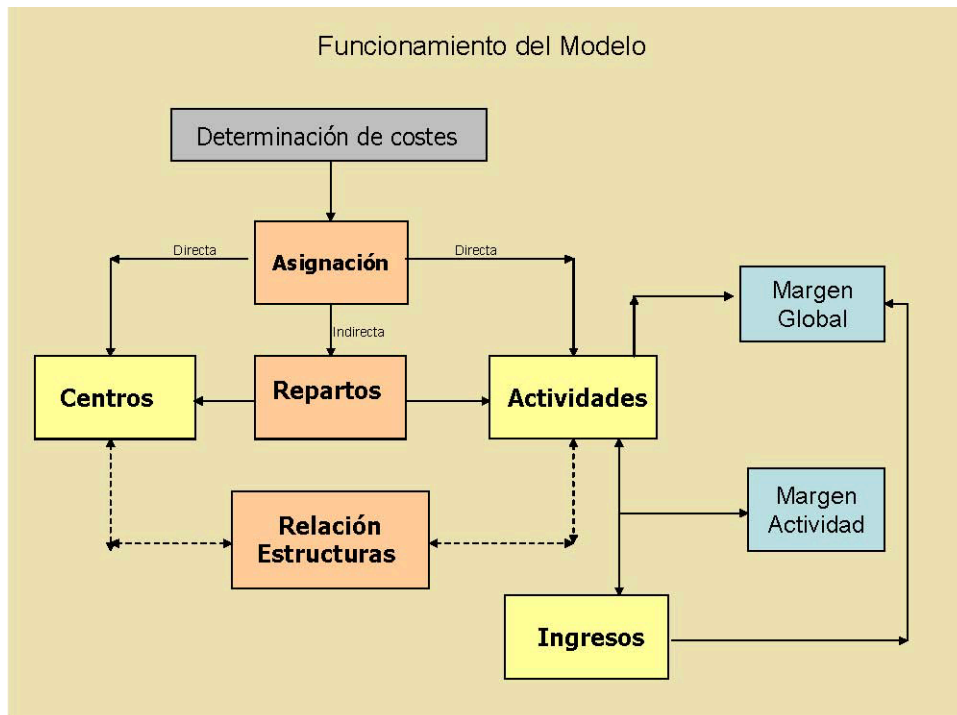 Funcionamiento del Modelo
Determinación de costes
Directa
Asignación
Directa
Margen
Global
Indirecta
Centros
Repartos
Actividades
Margen
Actividad
Relación
Estructuras
Ingresos